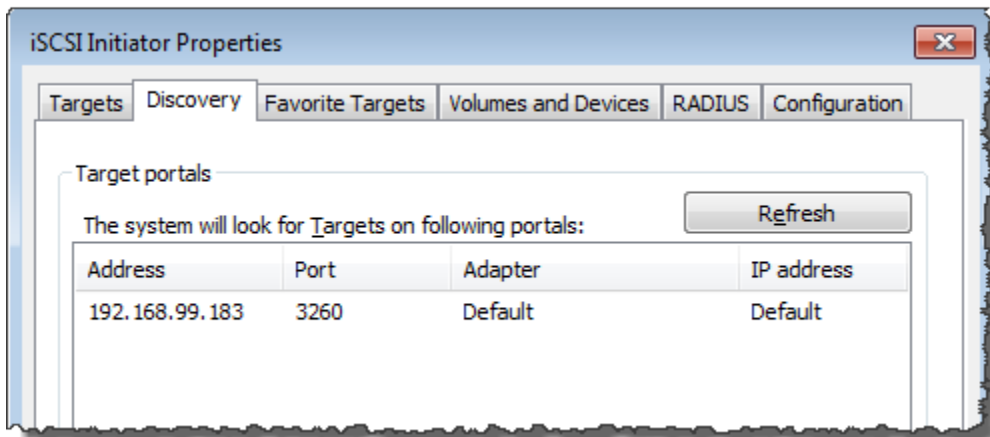 iSCSI Initiator Properties
Targets Discovery Favorite Targets Volumes and Devices RADIUS Configuration
Target portals
Refresh
The system will look for Targets on following portals:
Address Port Adapter IP address
192.168.99.183 3260 Default Default